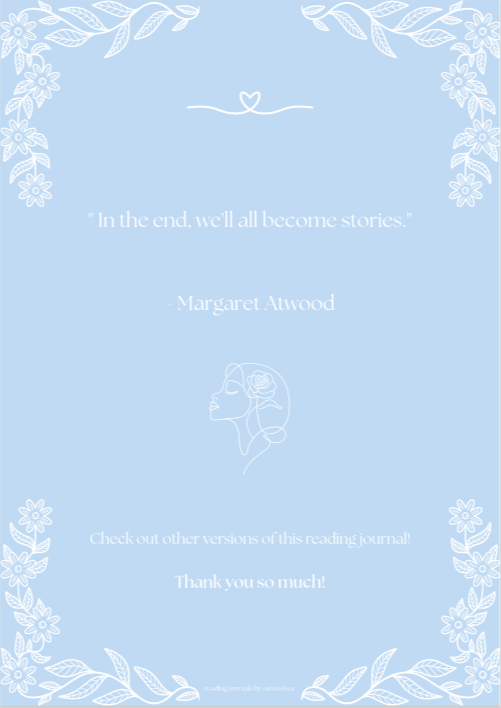 " In the end, we'll all become stories."
- Margaret Atwood
Check out other versions of this reading journal!
Thank you so much!
reading journals by